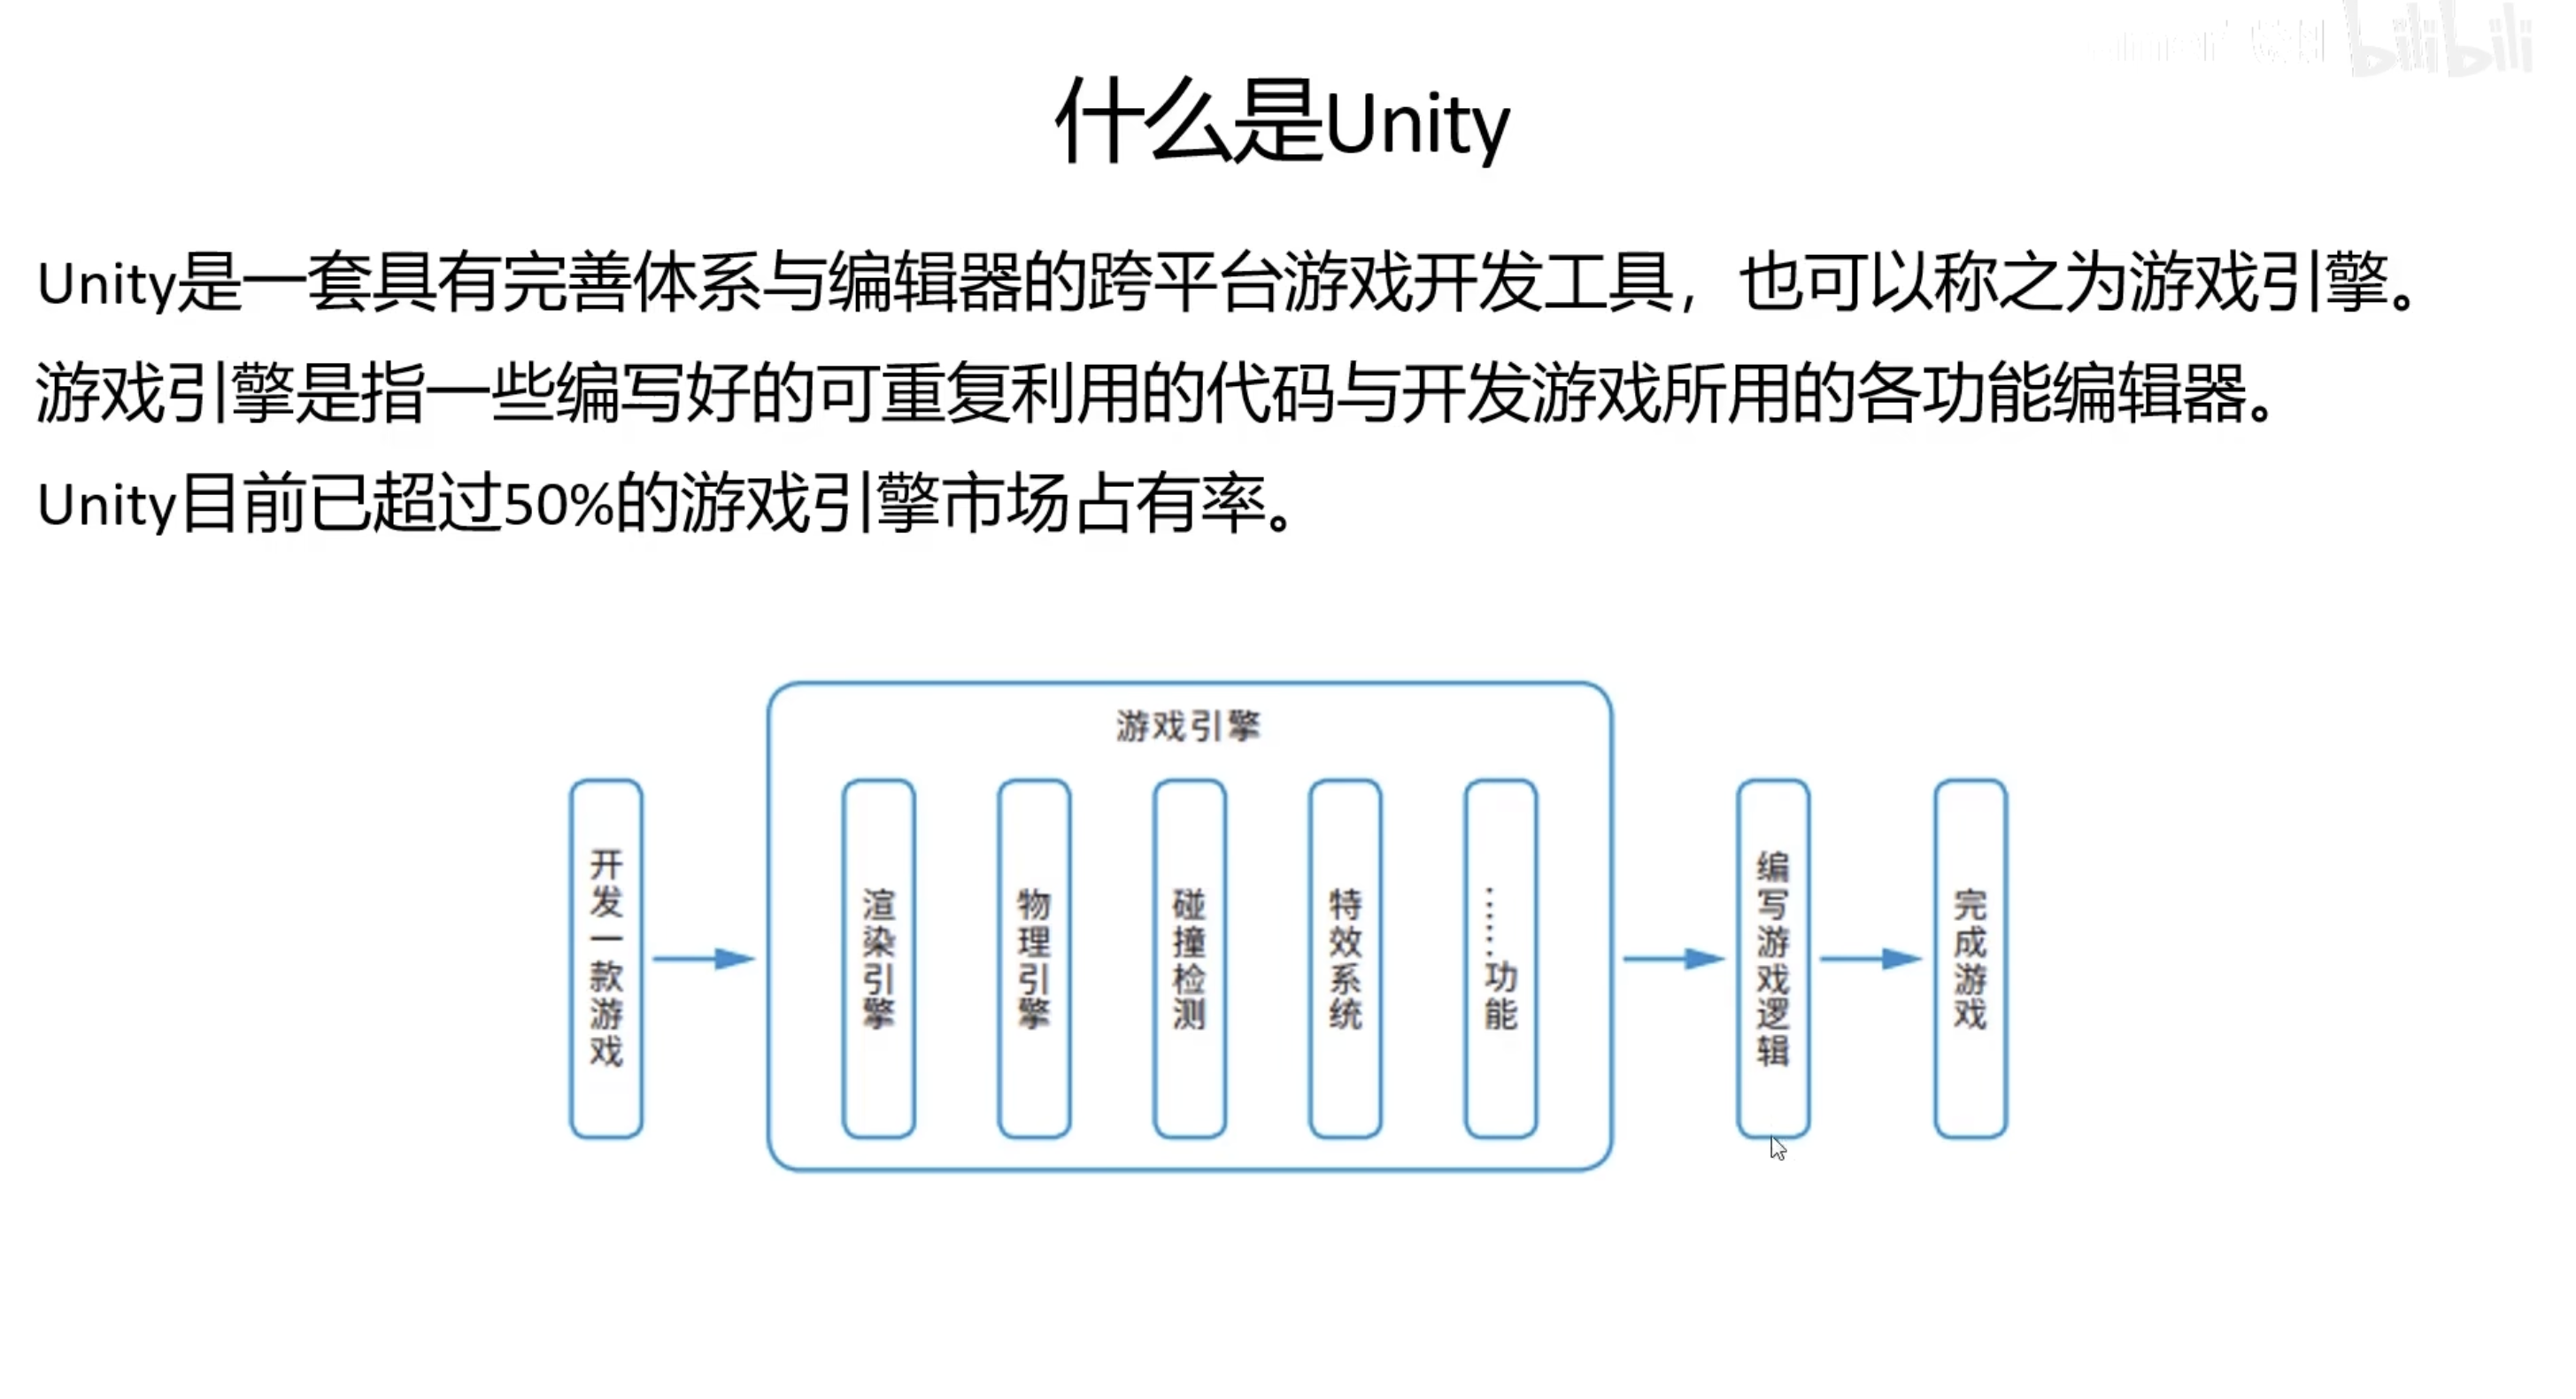 bilibili
什么是Unity
Unity是一套具有完善体系与编辑器的跨平台游戏开发工具，也可以称之为游戏引擎。
游戏引擎是指一些编写好的可重复利用的代码与开发游戏所用的各功能编辑器。
Unity目前已超过50%的游戏引擎市场占有率。
游戏引擎
开发一款游戏
渲染引擎
物理引擎
碰撞检测
特效系统
……功能
编写游戏逻辑
完成游戏